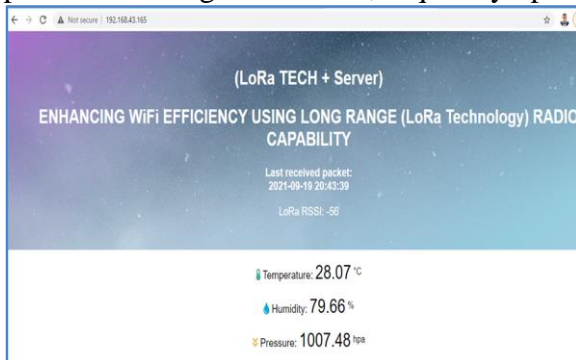 Not secure | 192.168.43.165
(LoRa TECH + Server)
ENHANCING WiFi EFFICIENCY USING LONG RANGE (LoRa Technology) RADIO
CAPABILITY
Last received packet:
2021-09-19 20:43:39
LoRa RSSI: -56
Temperature: 28.07 °C
Humidity: 79.66 %
Pressure: 1007.48 hpa